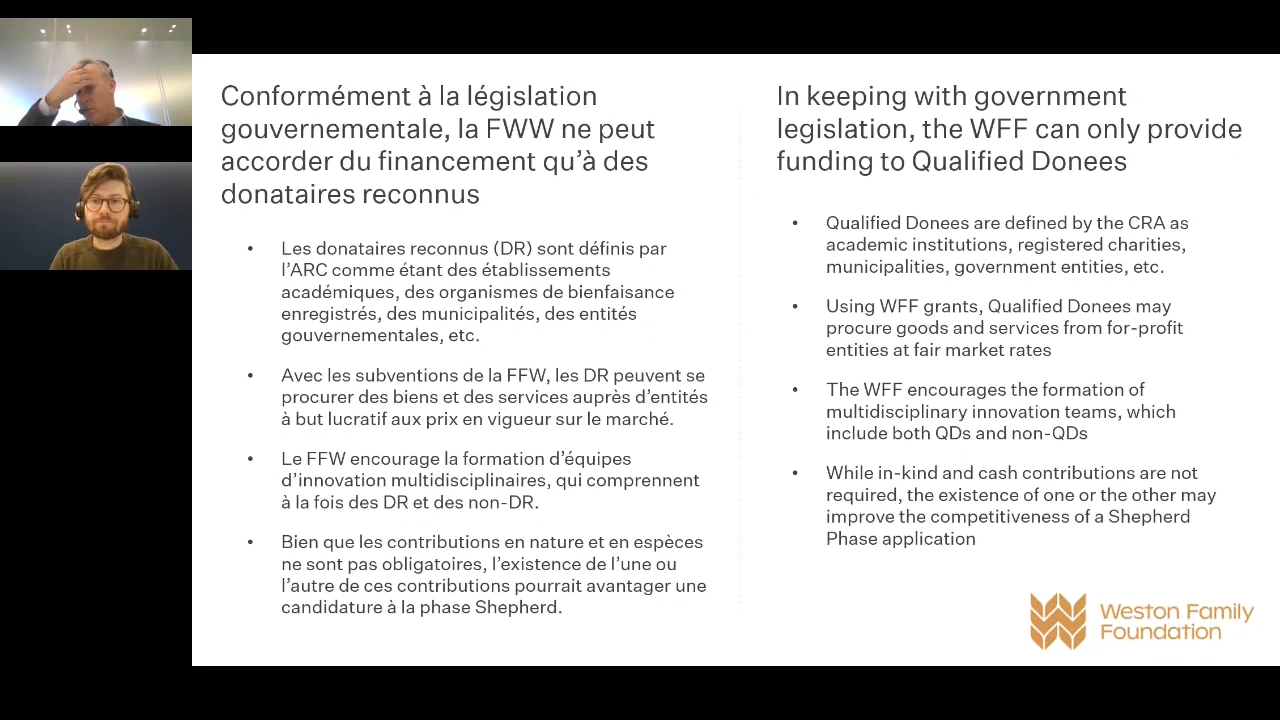 Conformément à la législation
gouvernementale, la FWW ne peut
accorder du financement qu'à des
donataires reconnus
• Les donataires reconnus (DR) sont définis par
l'ARC comme étant des établissements
académiques, des organismes de bienfaisance
enregistrés, des municipalités, des entités
gouvernementales, etc.
• Avec les subventions de la FFW, les DR peuvent se
procurer des biens et des services auprès d'entités
à but lucratif aux prix en vigueur sur le marché.
• Le FFW encourage la formation d'équipes
d'innovation multidisciplinaires, qui comprennent
à la fois des DR et des non-DR.
• Bien que les contributions en nature et en espèces
ne sont pas obligatoires, l'existence de l'une ou
l'autre de ces contributions pourrait avantager une
candidature à la phase Shepherd.
In keeping with government
legislation, the WFF can only provide
funding to Qualified Donees
• Qualified Donees are defined by the CRA as
academic institutions, registered charities,
municipalities, government entities, etc.
• Using WFF grants, Qualified Donees may
procure goods and services from for-profit
entities at fair market rates
• The WFF encourages the formation of
multidisciplinary innovation teams, which
include both QDs and non-QDs
• While in-kind and cash contributions are not
required, the existence of one or the other may
improve the competitiveness of a Shepherd
Phase application
Weston Family
Foundation